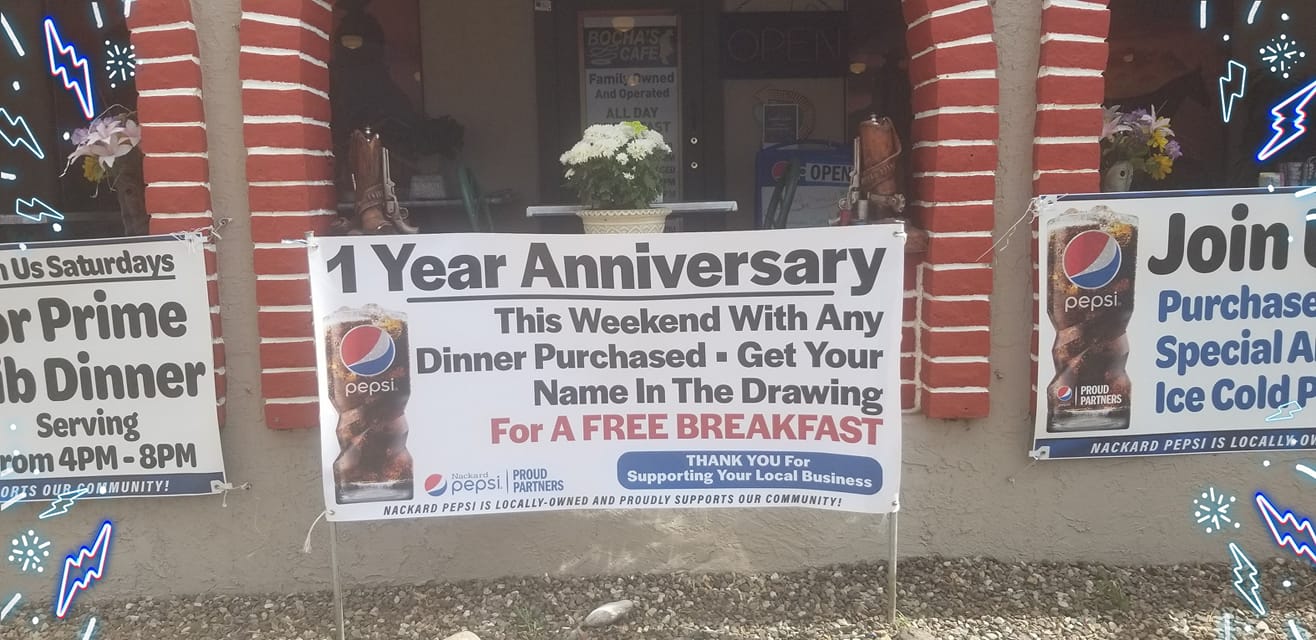 BOCHA'S
CAFE
Family Owned
And Operated
ALL DAY
OPEN
OPEN
n Us Saturdays
or Prime
ib Dinner
Serving
rom 4PM - 8PM
ORTS OUR COMMUNITY!
1 Year Anniversary
This Weekend With Any
Dinner Purchased ▪ Get Your
Name In The Drawing
For A FREE BREAKFAST
pepsi
Nackard
pepsi
PROUD
PARTNERS
THANK YOU For
Supporting Your Local Business
NACKARD PEPSI IS LOCALLY-OWNED AND PROUDLY SUPPORTS OUR COMMUNITY!
Join
Purchase
Special A
Ice Cold P
pepsi
PROUD
PARTNERS
NACKARD PEPSI IS LOCALLY-OW